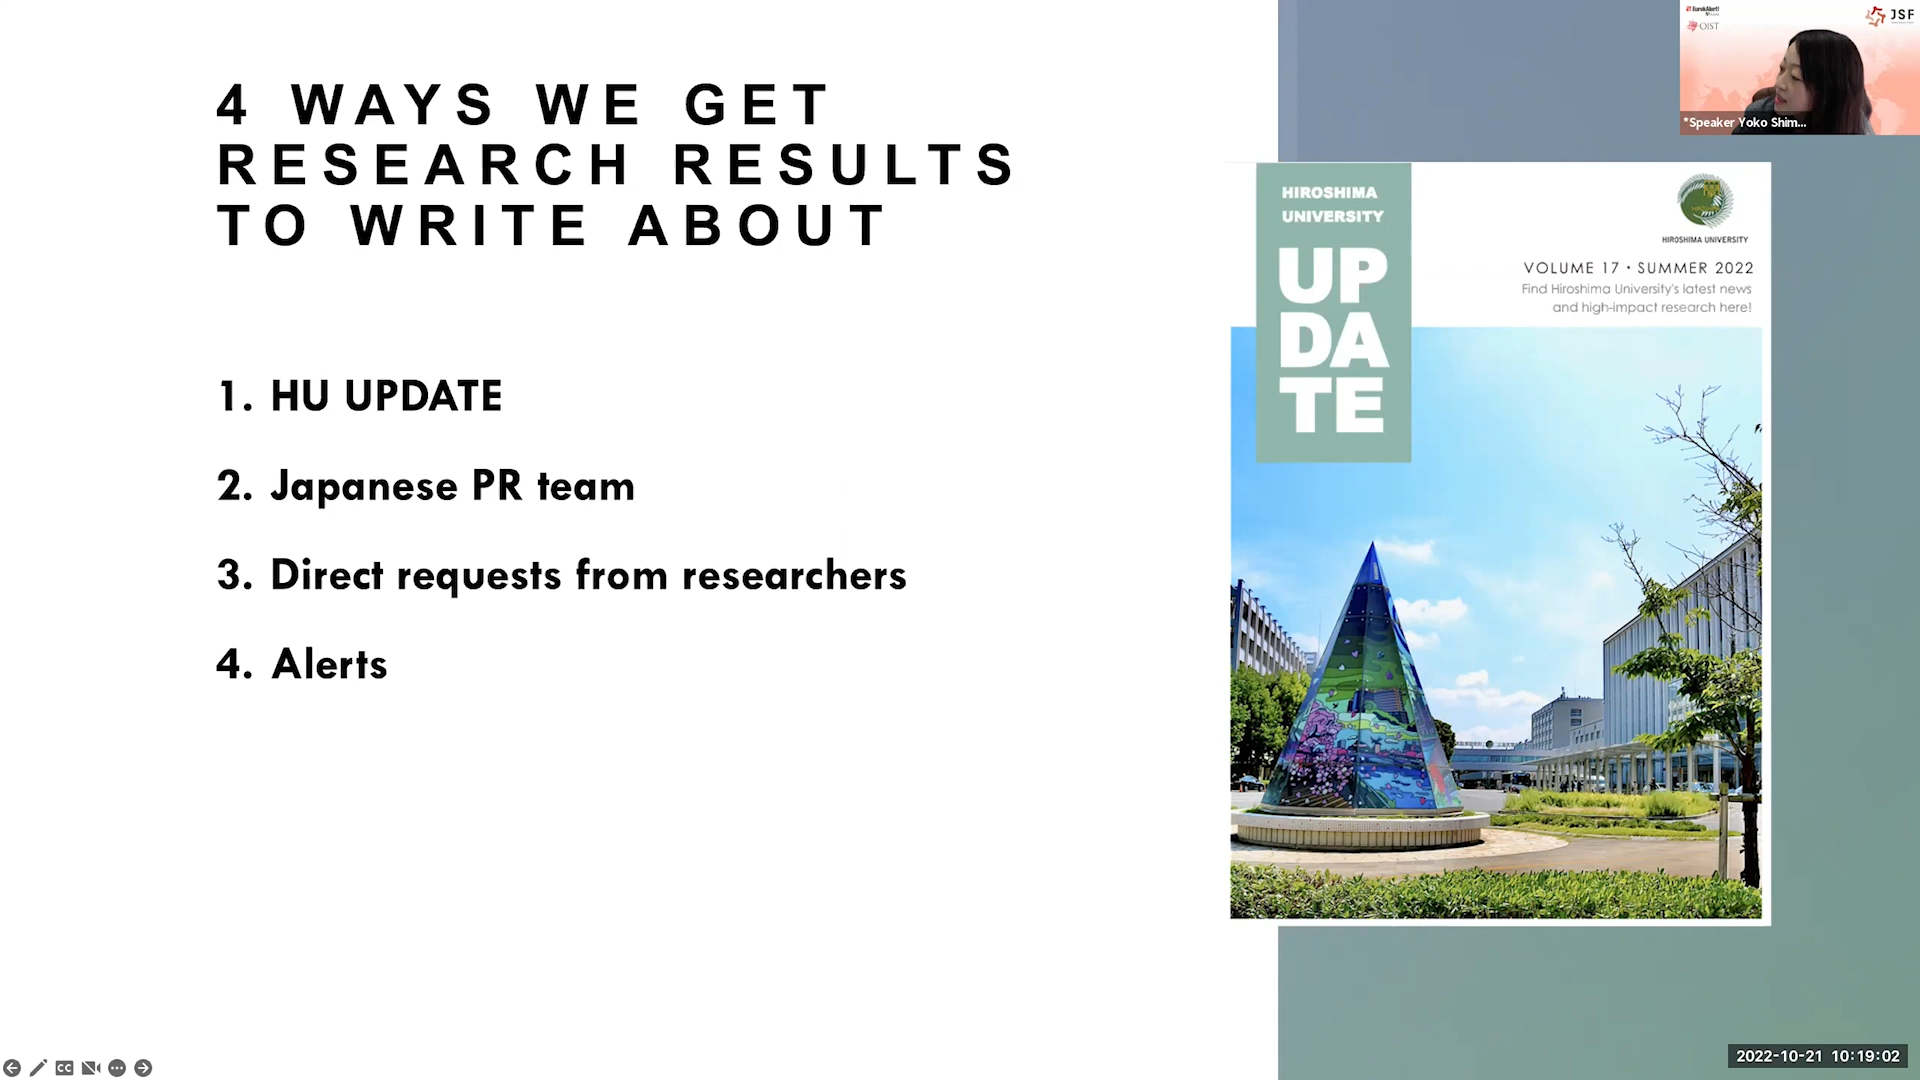 4 WAYS WE GET
RESEARCH RESULTS
TO WRITE ABOUT
1. HU UPDATE
2. Japanese PR team
3. Direct requests from researchers
4. Alerts
HIROSHIMA
UNIVERSITY
UP
DA
TE
HIROSHIMA UNIVERSITY
VOLUME 17 • SUMMER 2022
Find Hiroshima University's latest news
and high-impact research here!
EurekAlert!
OIST
JSF
*Speaker Yoko Shim...
CC
2022-10-21 10:19:02